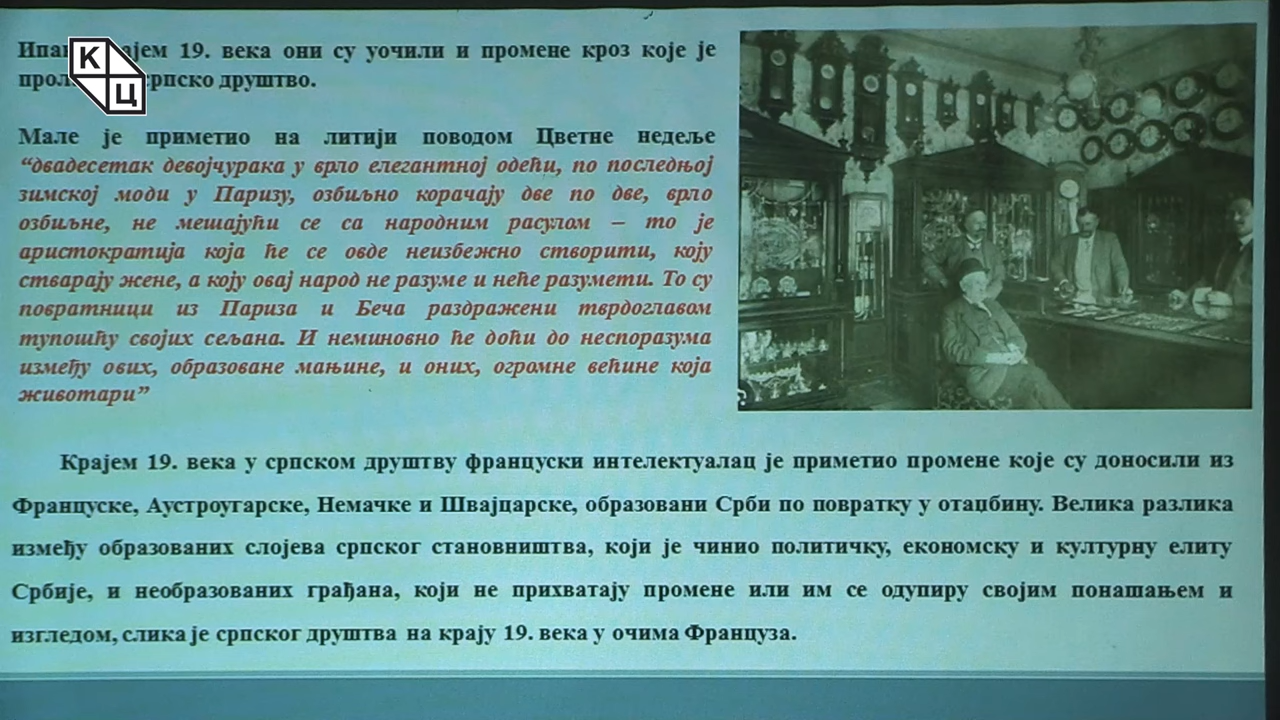 К
Ц
19. века они су уочили и промене кроз које је
друштво.
Мале је приметио на литији поводом Цветне недеље
“двадесетак девојчурака у врло елегантној одећи, по последњој
зимској моди у Паризу, озбиљно корачају две по две, врло
озбиљне, не мешајући се са народним расулом – то је
аристократија која ће се овде неизбежно створити, коју
стварају жене, а коју овај народ не разуме и неће разумети. То су
повратници из Париза и Беча раздражени тврдоглавом
тупошћу својих сељана. И неминовно ће доћи до неспоразума
између ових, образоване мањине, и оних, огромне већине која
животари”
Крајем 19. века у српском друштву француски интелектуалац је приметио промене које су доносили из
Француске, Аустроугарске, Немачке и Швајцарске, образовани Срби по повратку у отаџбину. Велика разлика
између образованих слојева српског становништва, који је чинио политичку, економску и културну елиту
Србије, и необразованих грађана, који не прихватају промене или им се одупиру својим понашањем и
изгледом, слика је српског друштва на крају 19. века у очима Француза.